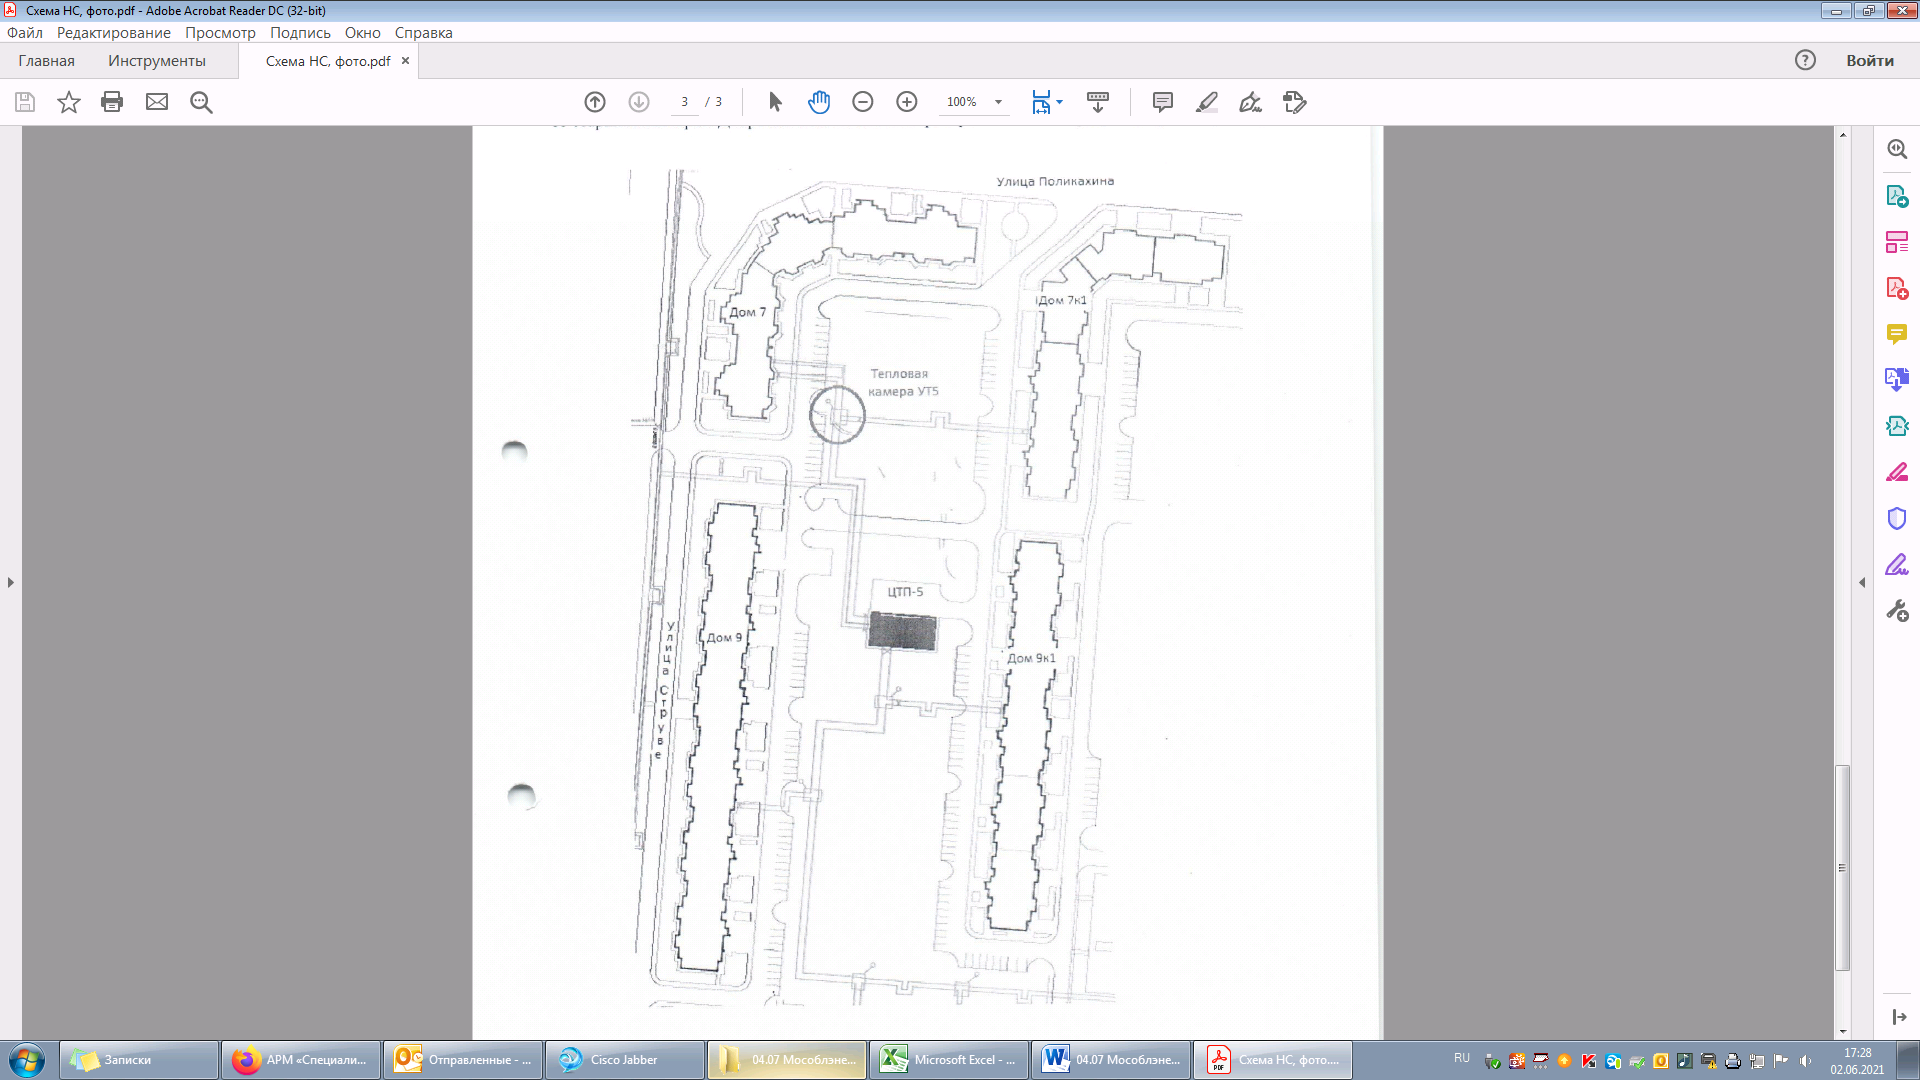 Схема НС, фото.pdf - Adobe Acrobat Reader DC (32-bit)
Файл Редактирование Просмотр Подпись Окно Справка
Главная Инструменты Схема НС, фото.pdf × Войти
3 / 3 100%
Улица Поликахина
Дом 7
Дом 7к1
Тепловая
камера УТ5
ЦТП-5
Улица Струве
Дом 9
Дом 9к1
Записки
АРМ «Специали...
Отправленные - ...
Cisco Jabber
04.07 Мособлэне...
Microsoft Excel - ...
04.07 Мособлэне...
Схема НС, фото....
RU
17:28
02.06.2021